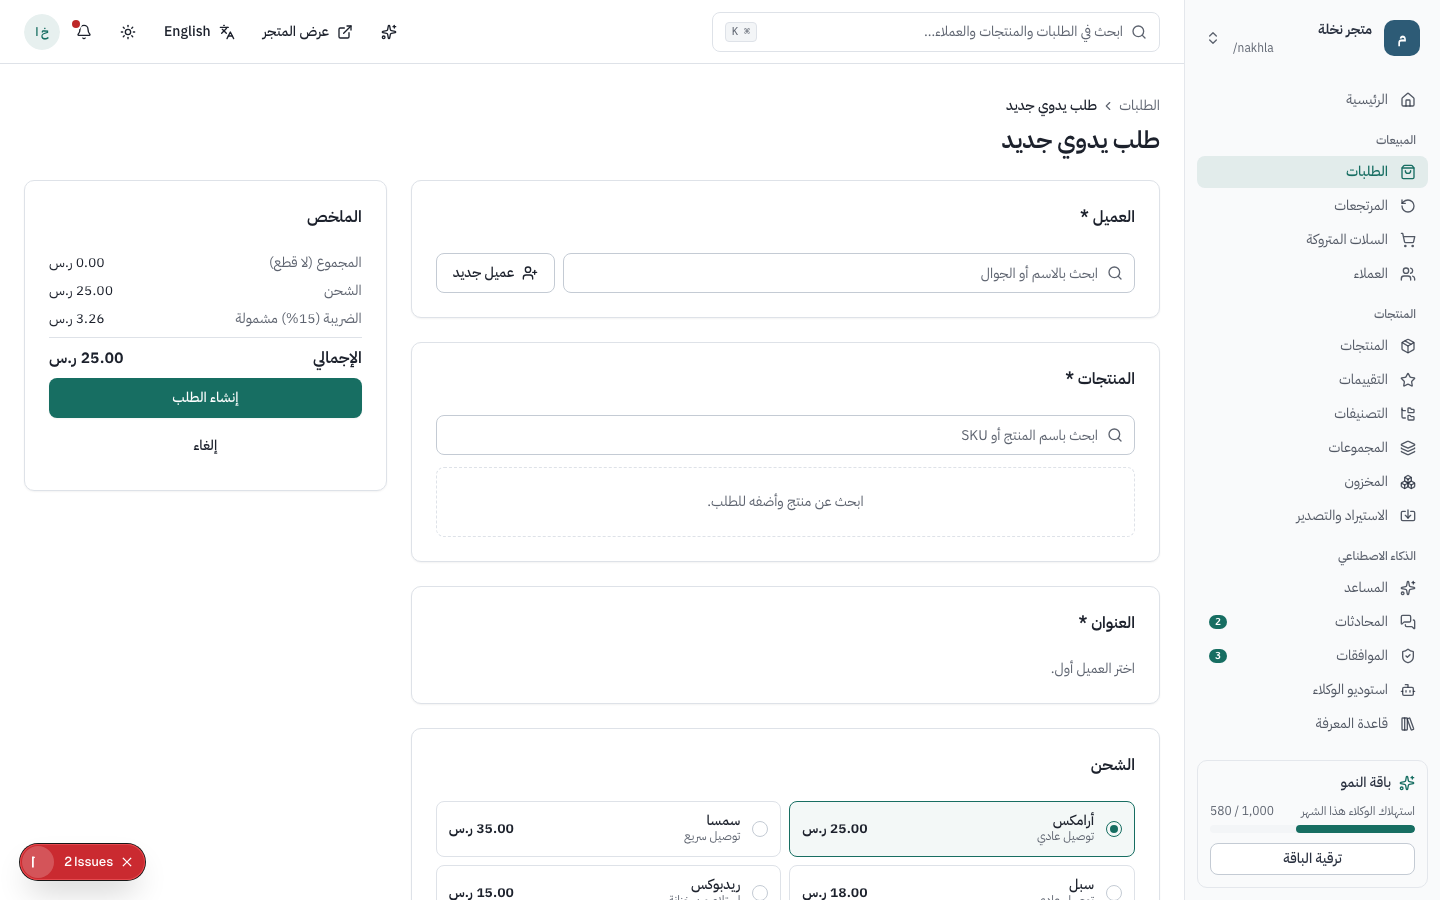 متجر نخلة
/nakhla
م
الرئيسية
المبيعات
الطلبات
المرتجعات
السلات المتروكة
العملاء
المنتجات
المنتجات
التقييمات
التصنيفات
المجموعات
المخزون
الاستيراد والتصدير
الذكاء الاصطناعي
المساعد
المحادثات 2
الموافقات 3
استوديو الوكلاء
قاعدة المعرفة
باقة النمو
استهلاك الوكلاء هذا الشهر 580 / 1,000
ترقية الباقة
ابحث في الطلبات والمنتجات والعملاء... ⌘ K
عرض المتجر
English
خ ا
الطلبات › طلب يدوي جديد
طلب يدوي جديد
العميل *
ابحث بالاسم أو الجوال
عميل جديد
المنتجات *
ابحث باسم المنتج أو SKU
ابحث عن منتج وأضفه للطلب.
العنوان *
اختر العميل أول.
الشحن
أرامكس
توصيل عادي
25.00 ر.س
سمسا
توصيل سريع
35.00 ر.س
سبل
18.00 ر.س
ريدبوكس
15.00 ر.س
الملخص
المجموع (لا قطع) 0.00 ر.س
الشحن 25.00 ر.س
الضريبة (15%) مشمولة 3.26 ر.س
الإجمالي 25.00 ر.س
إنشاء الطلب
إلغاء
2 Issues